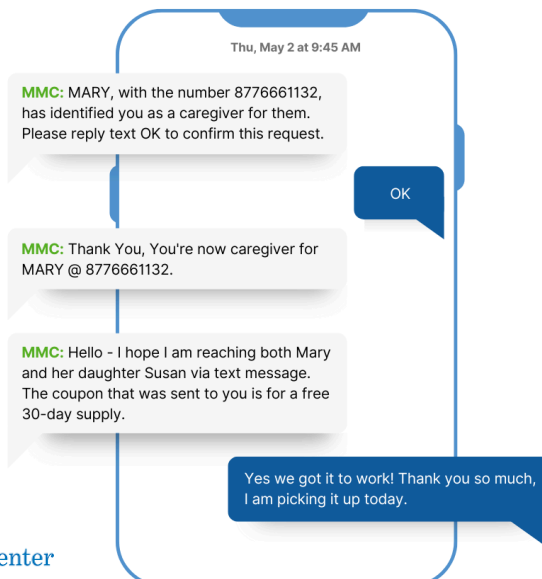 Thu, May 2 at 9:45 AM
MMC: MARY, with the number 8776661132,
has identified you as a caregiver for them.
Please reply text OK to confirm this request.
OK
MMC: Thank You, You're now caregiver for
MARY @ 8776661132.
MMC: Hello - I hope I am reaching both Mary
and her daughter Susan via text message.
The coupon that was sent to you is for a free
30-day supply.
Yes we got it to work! Thank you so much,
I am picking it up today.
enter